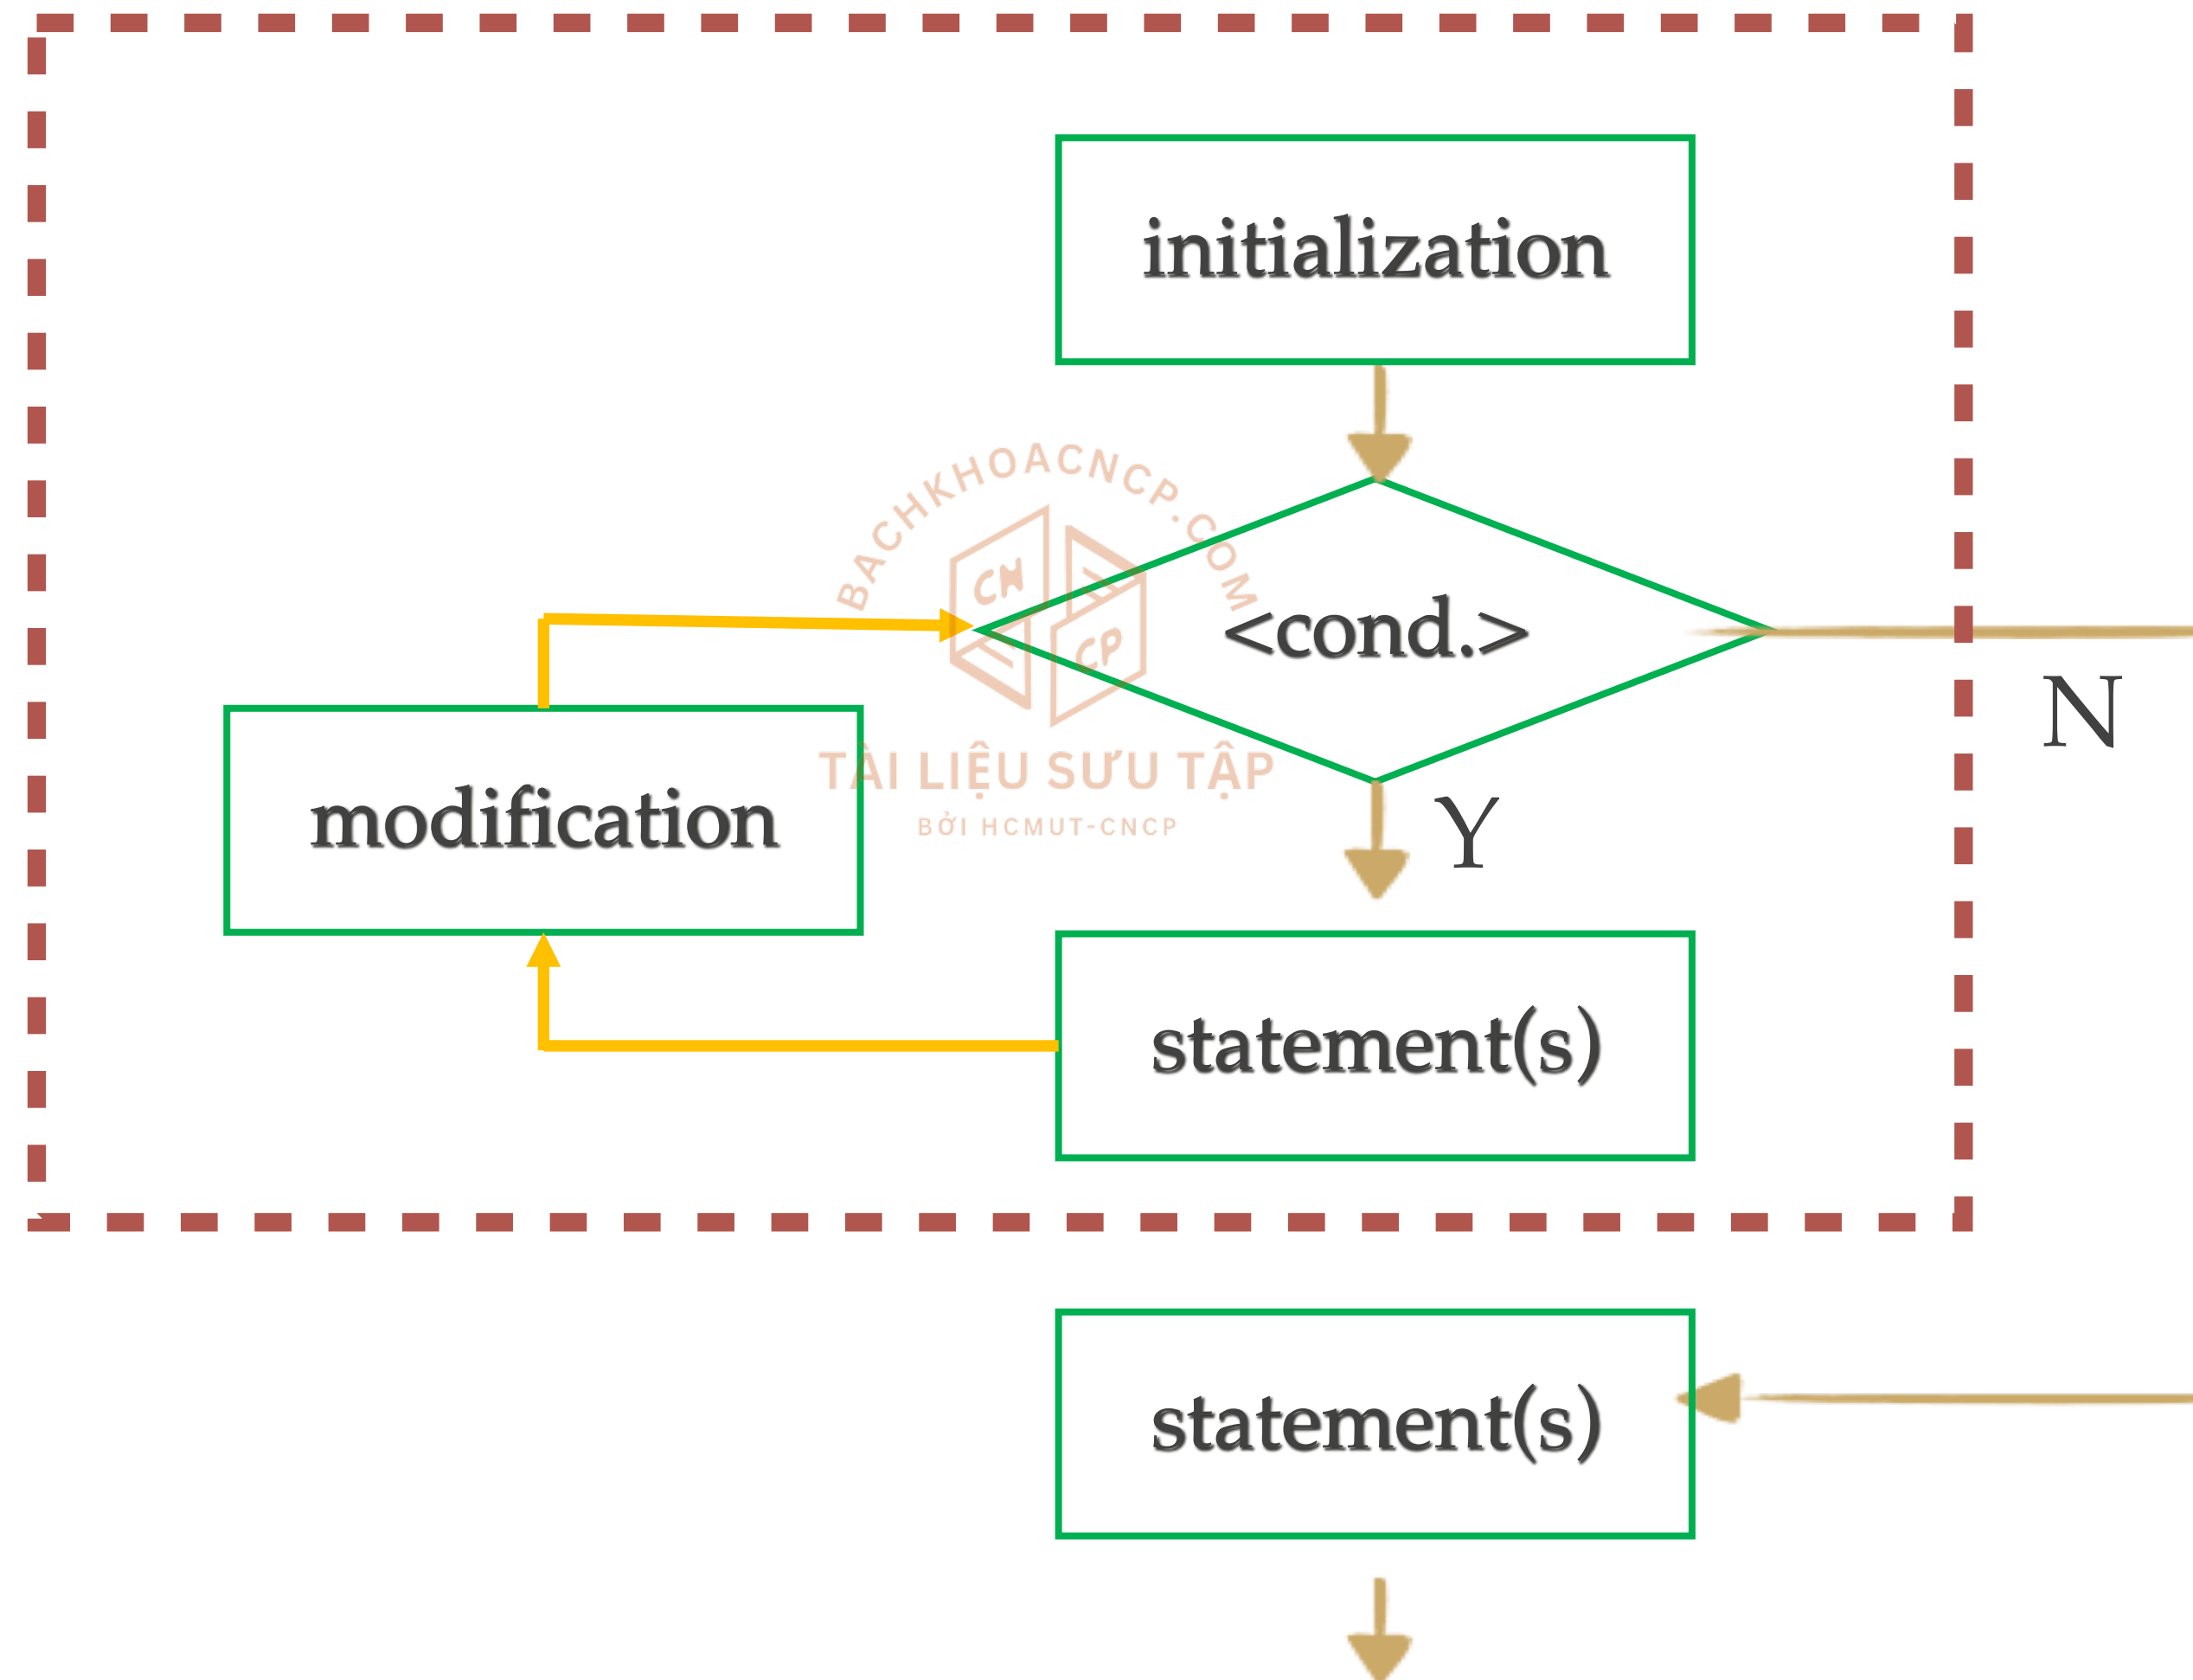 initialization
BACHKHOACNCP.COM
CN
CP
<cond.>
N
modification
TÀI LIỆU SƯU TẬP
BỞI HCMUT-CNCP
Y
statement(s)
statement(s)